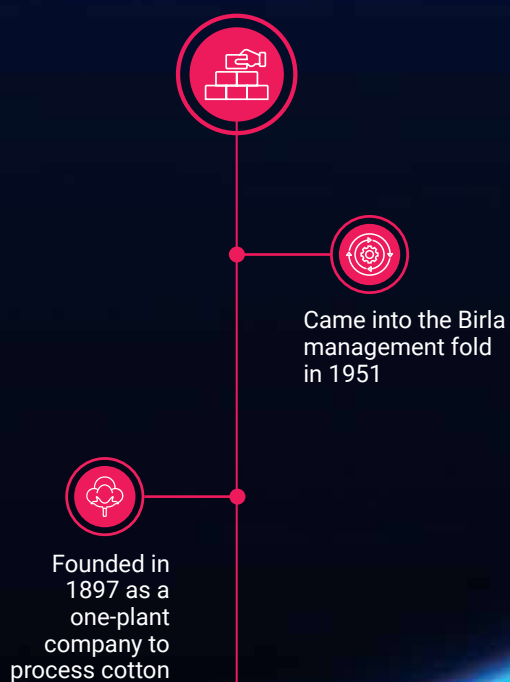 Came into the Birla
management fold
in 1951
Founded in
1897 as a
one-plant
company to
process cotton